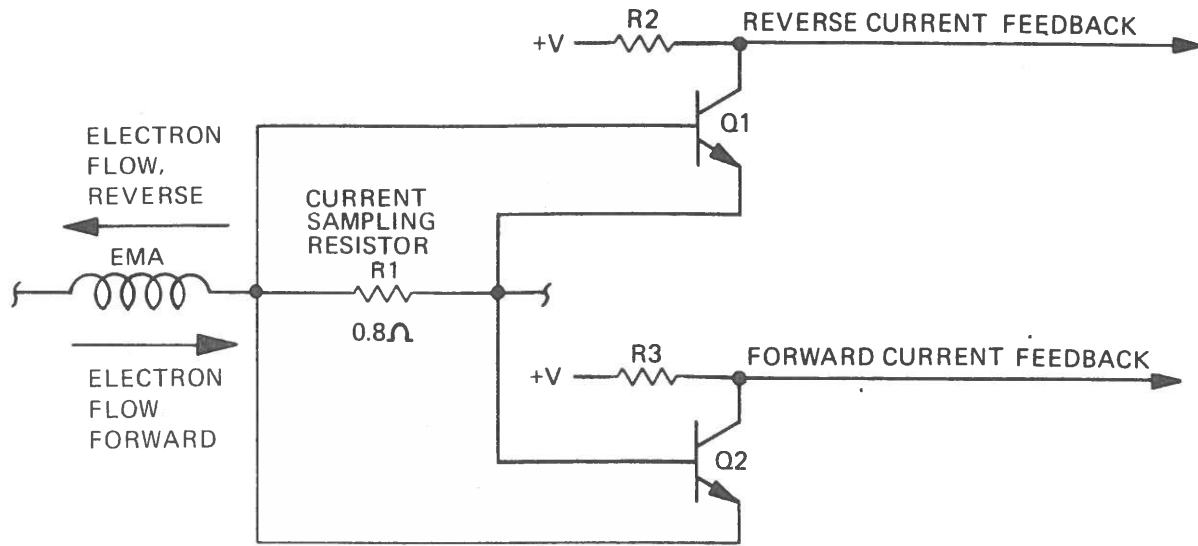 R2
+V
REVERSE CURRENT FEEDBACK
Q1
ELECTRON
FLOW,
REVERSE
CURRENT
SAMPLING
RESISTOR
R1
EMA
0.8Ω
R3
+V
FORWARD CURRENT FEEDBACK
ELECTRON
FLOW
FORWARD
Q2